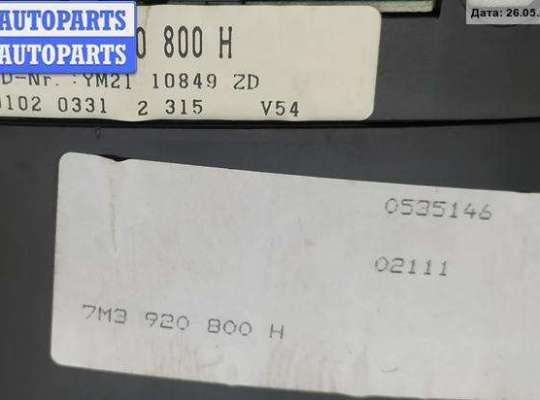 AUTOPARTS
AUTOPARTS
Дата: 26.05.
0 800 H
D-Nr. :YM21 10849 ZD
0102 0331 2 315 V54
0535146
02111
7M3 920 800 H